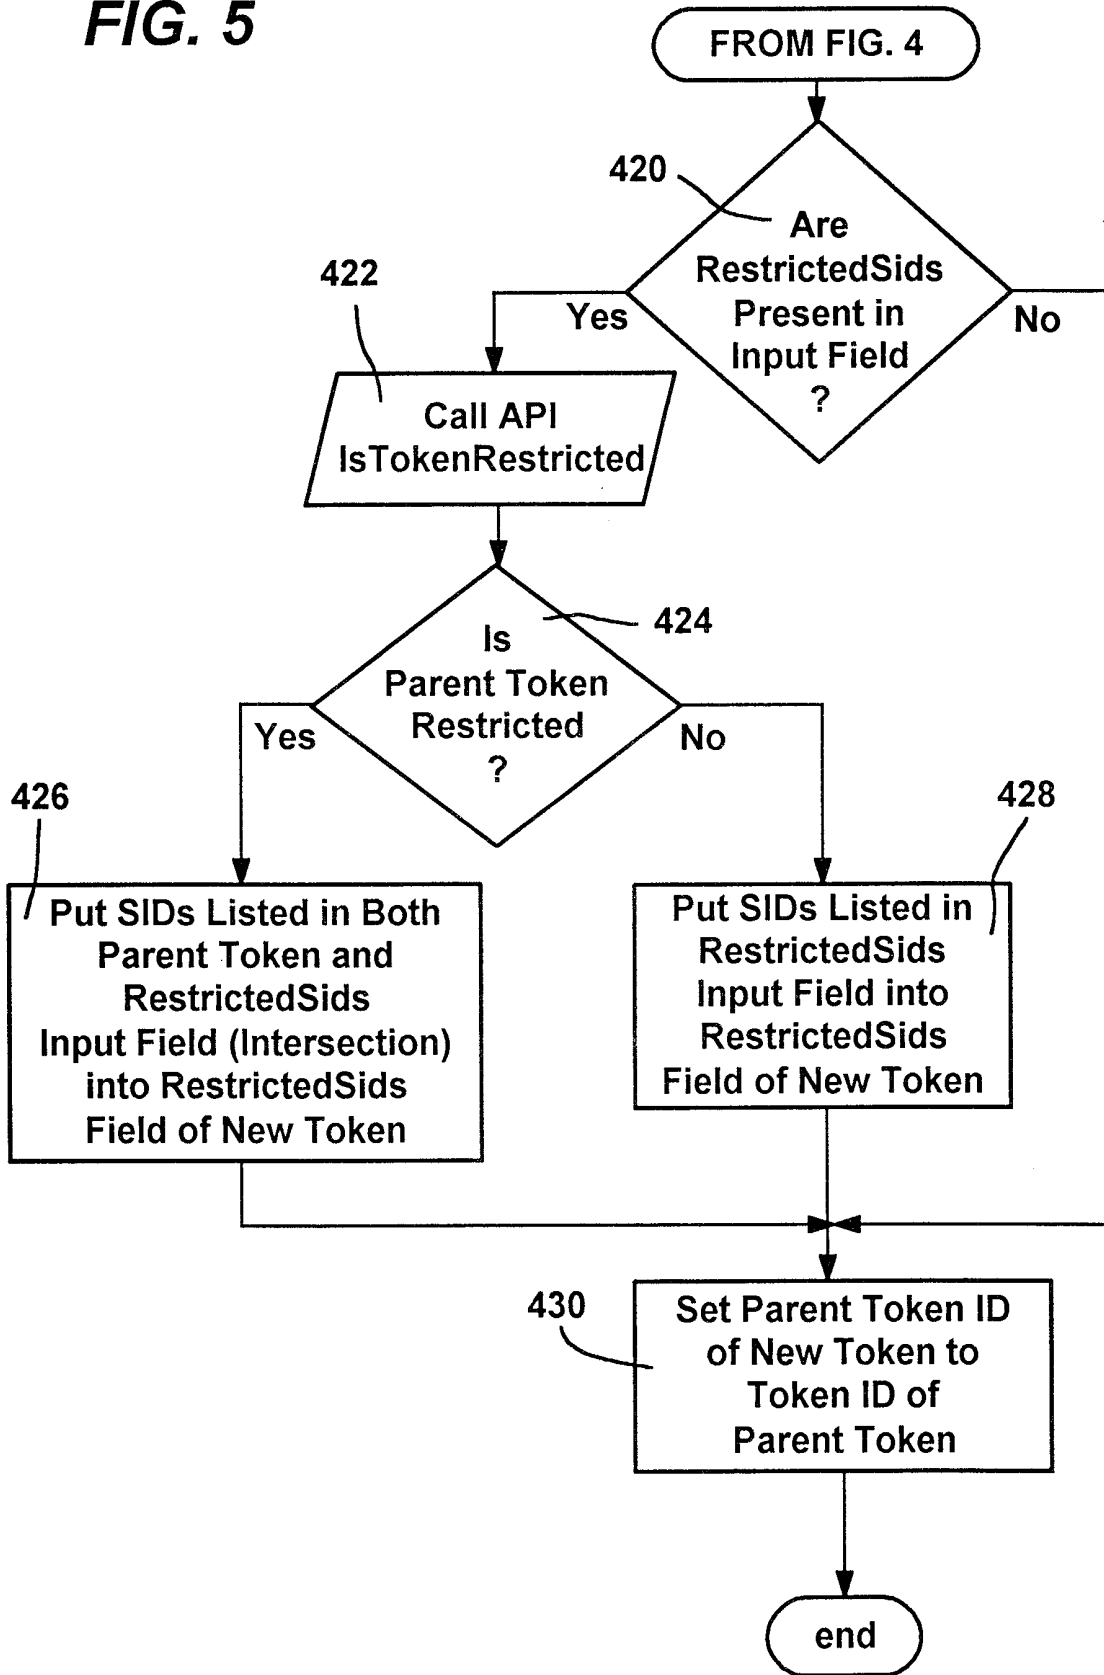 FIG. 5
FROM FIG. 4
420
Are
RestrictedSids
Present in
Input Field
?
Yes
No
422
Call API
IsTokenRestricted
424
Is
Parent Token
Restricted
?
Yes
No
426
Put SIDs Listed in Both
Parent Token and
RestrictedSids
Input Field (Intersection)
into RestrictedSids
Field of New Token
428
Put SIDs Listed in
RestrictedSids
Input Field into
RestrictedSids
Field of New Token
430
Set Parent Token ID
of New Token to
Token ID of
Parent Token
end